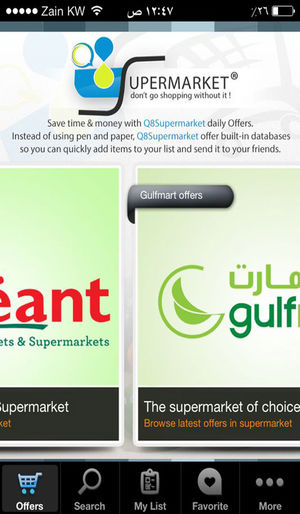 Zain KW ١٢:٤٧ ص ٪٢٦
UPERMARKET®
don't go shopping without it !
Save time & money with Q8Supermarket daily Offers.
Instead of using pen and paper, Q8Supermarket offer built-in databases
so you can quickly add items to your list and send it to your friends.
Gulfmart offers
éant
ets & Supermarkets
مارت
gulf
Supermarket
ket
The supermarket of choice
Browse latest offers in supermarket
Offers Search My List Favorite More